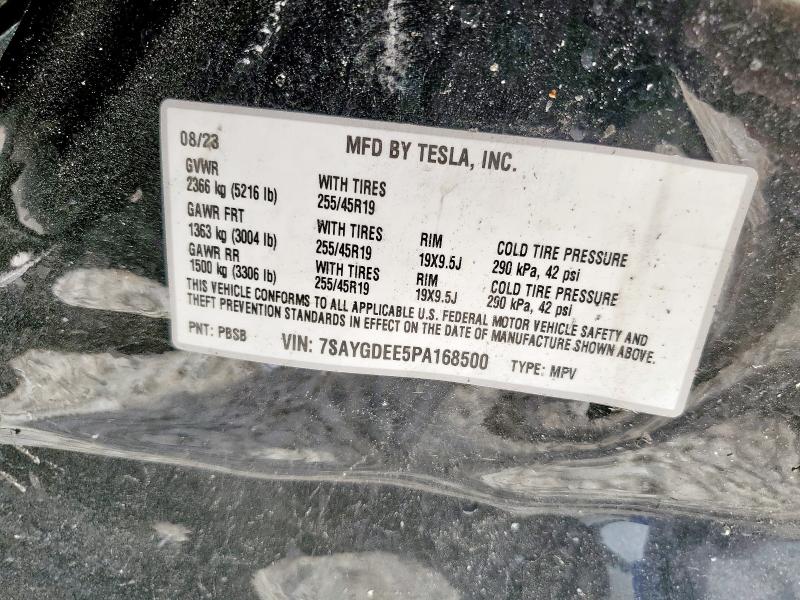 08/23 MFD BY TESLA, INC.
GVWR
2366 kg (5216 lb) WITH TIRES
255/45R19
GAWR FRT
1363 kg (3004 lb) WITH TIRES RIM COLD TIRE PRESSURE
255/45R19 19X9.5J 290 kPa, 42 psi
GAWR RR
1500 kg (3306 lb) WITH TIRES RIM COLD TIRE PRESSURE
255/45R19 19X9.5J 290 kPa, 42 psi
THIS VEHICLE CONFORMS TO ALL APPLICABLE U.S. FEDERAL MOTOR VEHICLE SAFETY AND
THEFT PREVENTION STANDARDS IN EFFECT ON THE DATE OF MANUFACTURE SHOWN ABOVE.
PNT: PBSB VIN: 7SAYGDEE5PA168500 TYPE: MPV